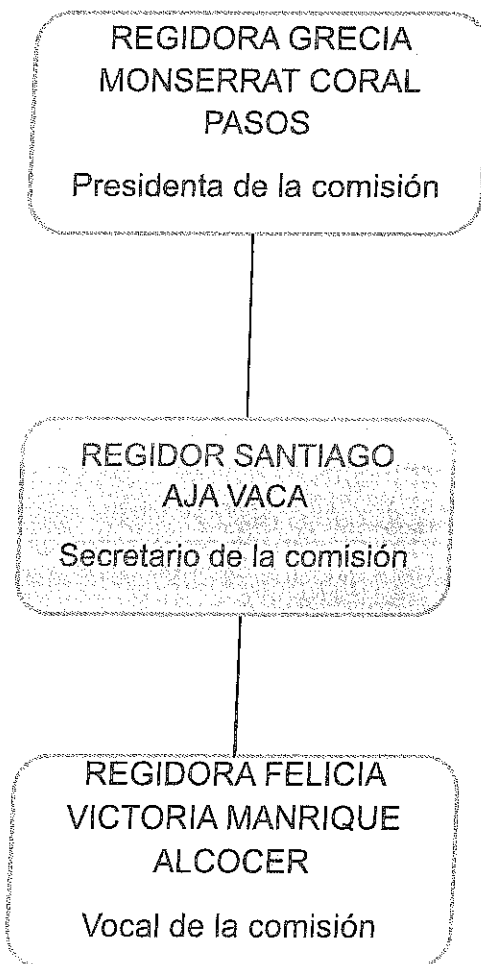 REGIDORA GRECIA
MONSERRAT CORAL
PASOS
Presidenta de la comisión
REGIDOR SANTIAGO
AJA VACA
Secretario de la comisión
REGIDORA FELICIA
VICTORIA MANRIQUE
ALCOCER
Vocal de la comisión